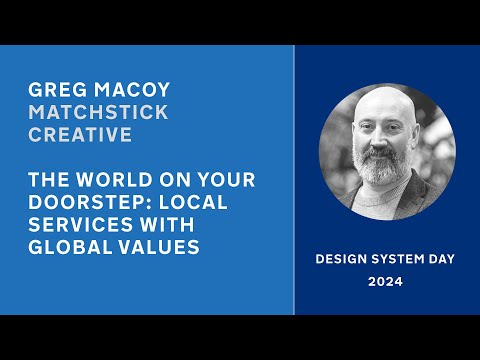 GREG MACOY
MATCHSTICK
CREATIVE
THE WORLD ON YOUR
DOORSTEP: LOCAL
SERVICES WITH
GLOBAL VALUES
DESIGN SYSTEM DAY
2024